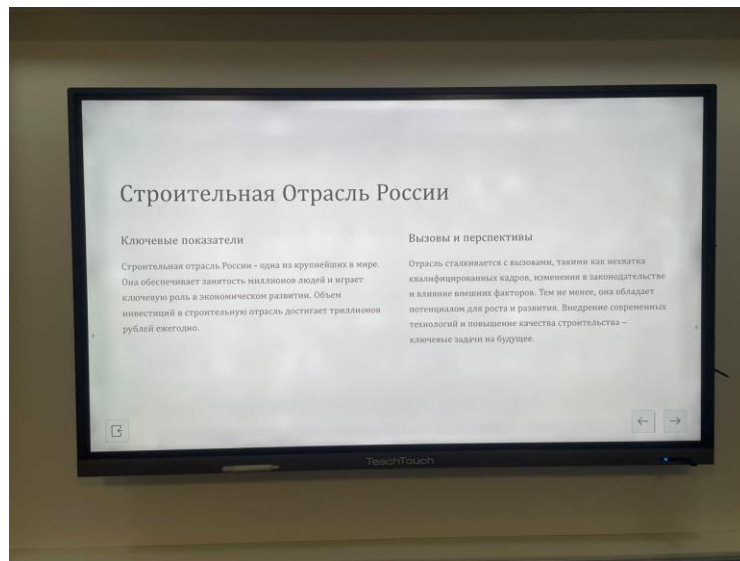 Строительная Отрасль России
Ключевые показатели
Строительная отрасль России – одна из крупнейших в мире.
Она обеспечивает занятость миллионов людей и играет
ключевую роль в экономическом развитии. Объем
инвестиций в строительную отрасль достигает триллионов
рублей ежегодно.
Вызовы и перспективы
Отрасль сталкивается с вызовами, такими как нехватка
квалифицированных кадров, изменения в законодательстве
и влияние внешних факторов. Тем не менее, она обладает
потенциалом для роста и развития. Внедрение современных
технологий и повышение качества строительства –
ключевые задачи на будущее.
TeachTouch